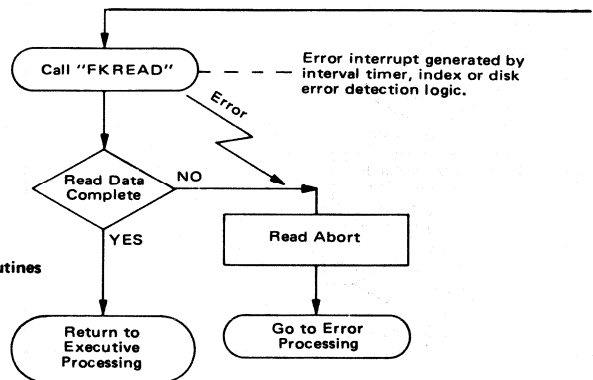 Call "FKREAD"
Error interrupt generated by
interval timer, index or disk
error detection logic.
Error
Read Data
Complete
NO
YES
Read Abort
utines
Return to
Executive
Processing
Go to Error
Processing